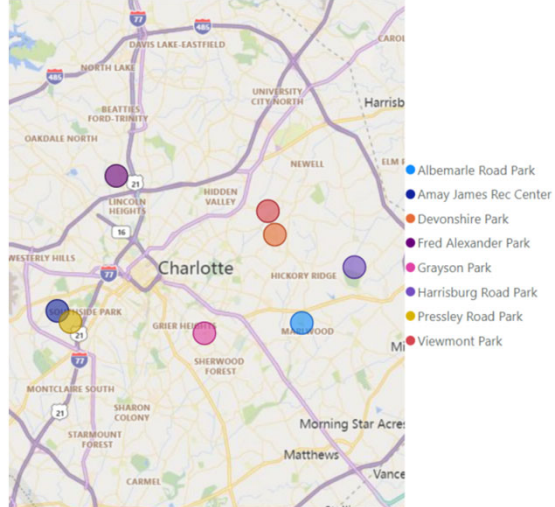 77
485
DAVIS LAKE-EASTFIELD
CAROL
NORTH LAKE
485
UNIVERSITY
CITY NORTH
BEATTIES
FORD-TRINITY
Harrisb
OAKDALE NORTH
NEWELL
ELM
21
HIDDEN
VALLEY
LINCOLN
HEIGHTS
16
WESTERLY HILLS
Charlotte
77
HICKORY RIDGE
SOUTHSIDE PARK
GRIER HEIGHTS
MARLWOOD
21
Mi
77
SHERWOOD
FOREST
MONTCLAIRE SOUTH
21
SHARON
COLONY
Morning Star Acres
STARMOUNT
FOREST
Matthews
Vance
CARMEL
Albemarle Road Park
Amay James Rec Center
Devonshire Park
Fred Alexander Park
Grayson Park
Harrisburg Road Park
Pressley Road Park
Viewmont Park